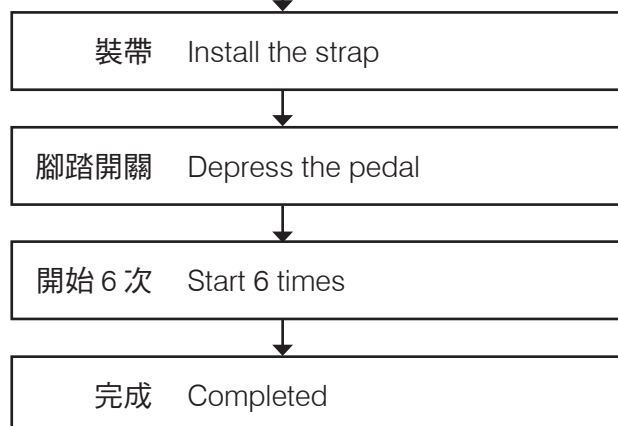 裝帶 Install the strap
腳踏開關 Depress the pedal
開始 6 次 Start 6 times
完成 Completed